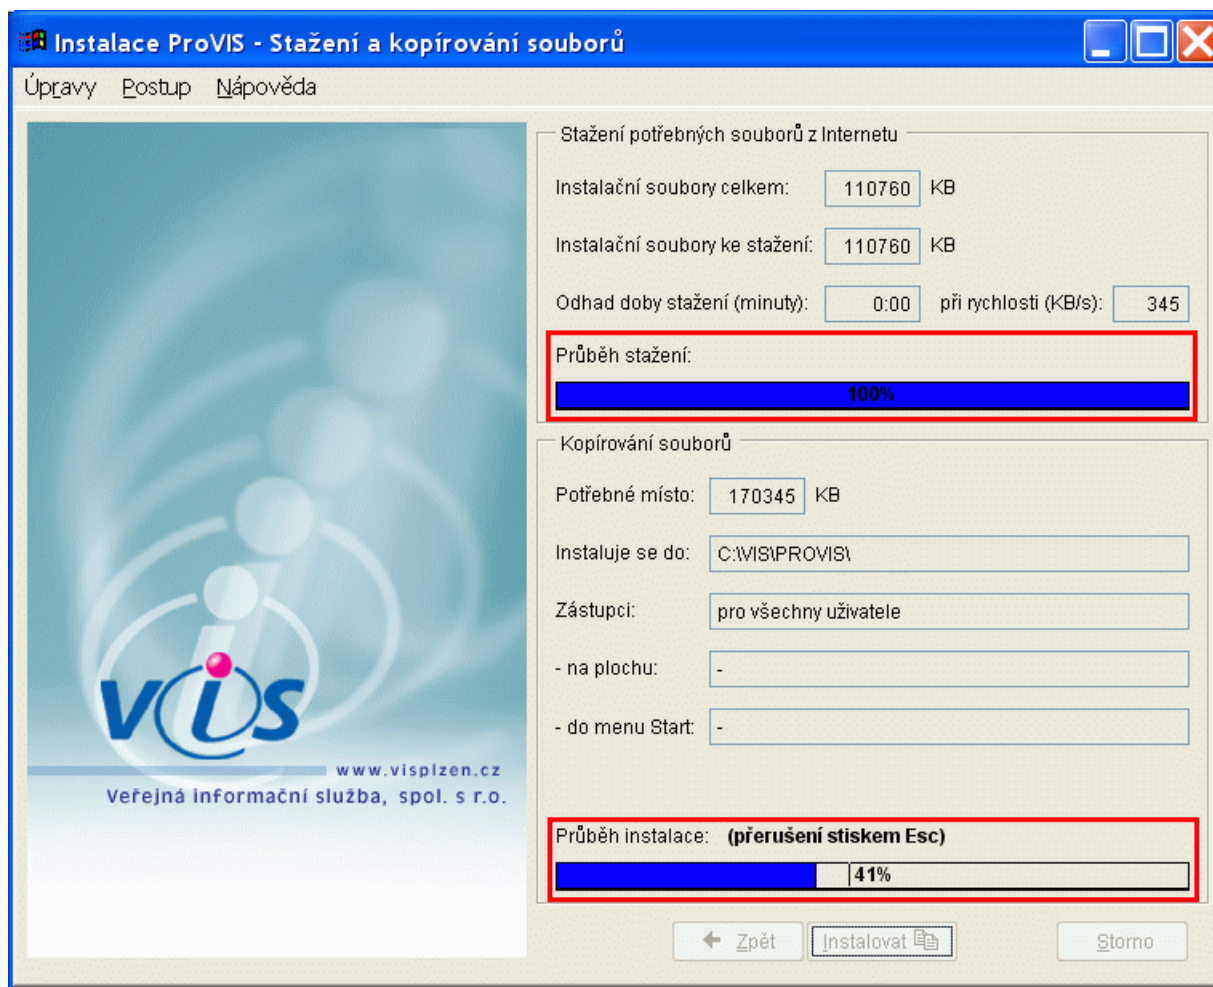 Instalace ProVIS - Stažení a kopírování souborů
Úpravy Postup Nápověda
Stažení potřebných souborů z Internetu
Instalační soubory celkem: 110760 KB
Instalační soubory ke stažení: 110760 KB
Odhad doby stažení (minuty): 0:00 při rychlosti (KB/s): 345
Průběh stažení:
100%
Kopírování souborů
Potřebné místo: 170345 KB
Instaluje se do: C:\VIS\PROVIS\
Zástupci: pro všechny uživatele
- na plochu: -
- do menu Start: -
Průběh instalace: (přerušení stiskem Esc)
41%
Zpět Instalovat Storno
vis
www.visplzen.cz
Veřejná informační služba, spol. s r.o.